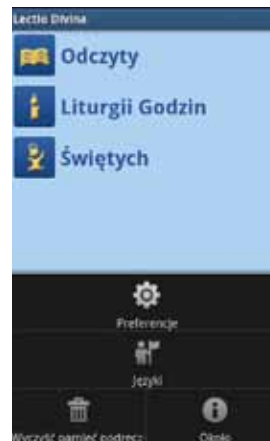 Lectio Divina
Odczyty
Liturgii Godzin
Świętych
Preferencje
Języki
Wyczyść pamięć podręcz
Około